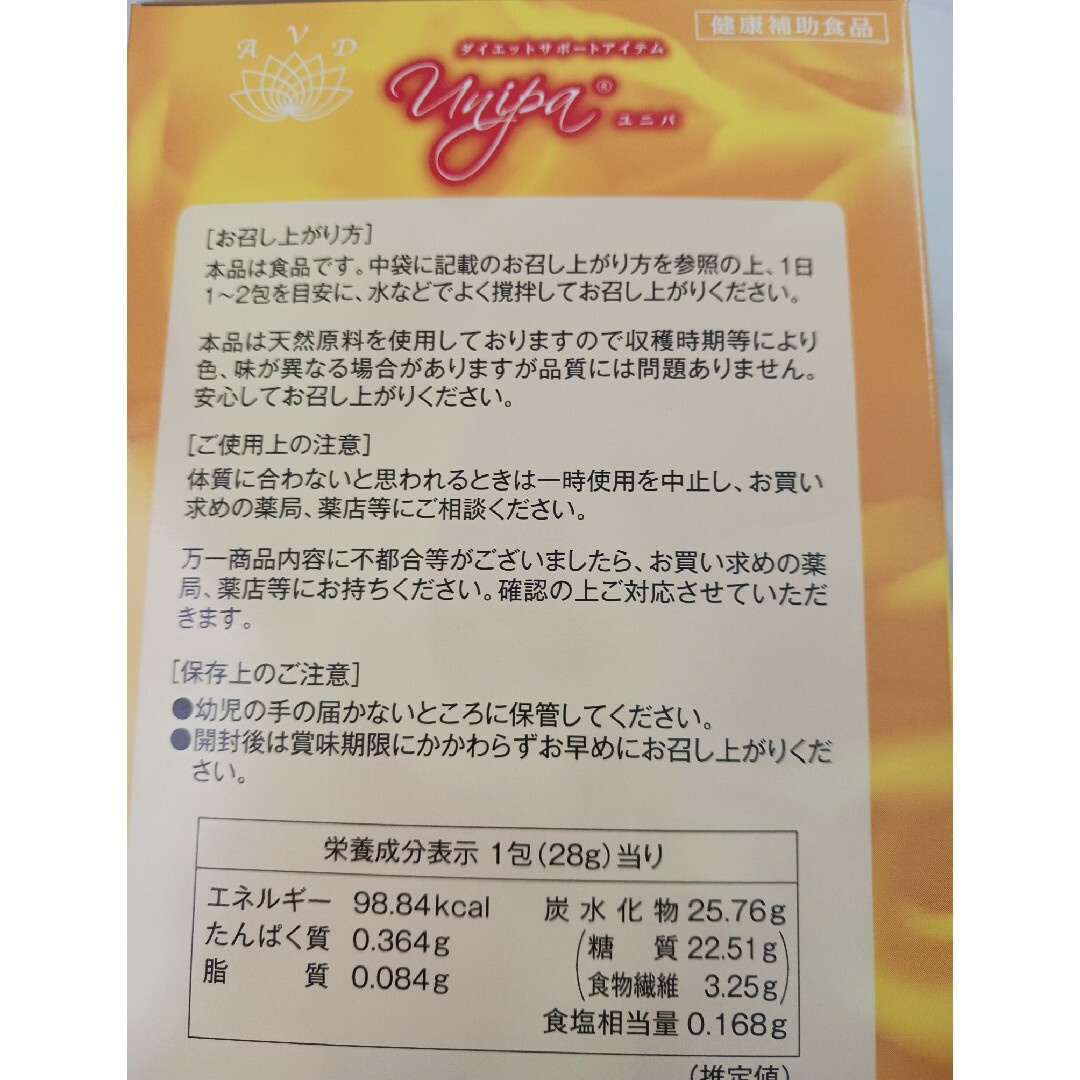 健康補助食品
AVD
ダイエットサポートアイテム
Unipa®
ユニパ
[お召し上がり方]
本品は食品です。中袋に記載のお召し上がり方を参照の上、1日
1〜2包を目安に、水などでよく撹拌してお召し上がりください。
本品は天然原料を使用しておりますので収穫時期等により
色、味が異なる場合がありますが品質には問題ありません。
安心してお召し上がりください。
[ご使用上の注意]
体質に合わないと思われるときは一時使用を中止し、お買い
求めの薬局、薬店等にご相談ください。
万一商品内容に不都合等がございましたら、お買い求めの薬
局、薬店等にお持ちください。確認の上ご対応させていただ
きます。
[保存上のご注意]
●幼児の手の届かないところに保管してください。
●開封後は賞味期限にかかわらずお早めにお召し上がりくだ
さい。
栄養成分表示 1包(28g)当り
エネルギー 98.84kcal
たんぱく質 0.364g
脂質 0.084g
炭水化物 25.76g
(糖質 22.51g
食物繊維 3.25g)
食塩相当量 0.168g
(推定値)